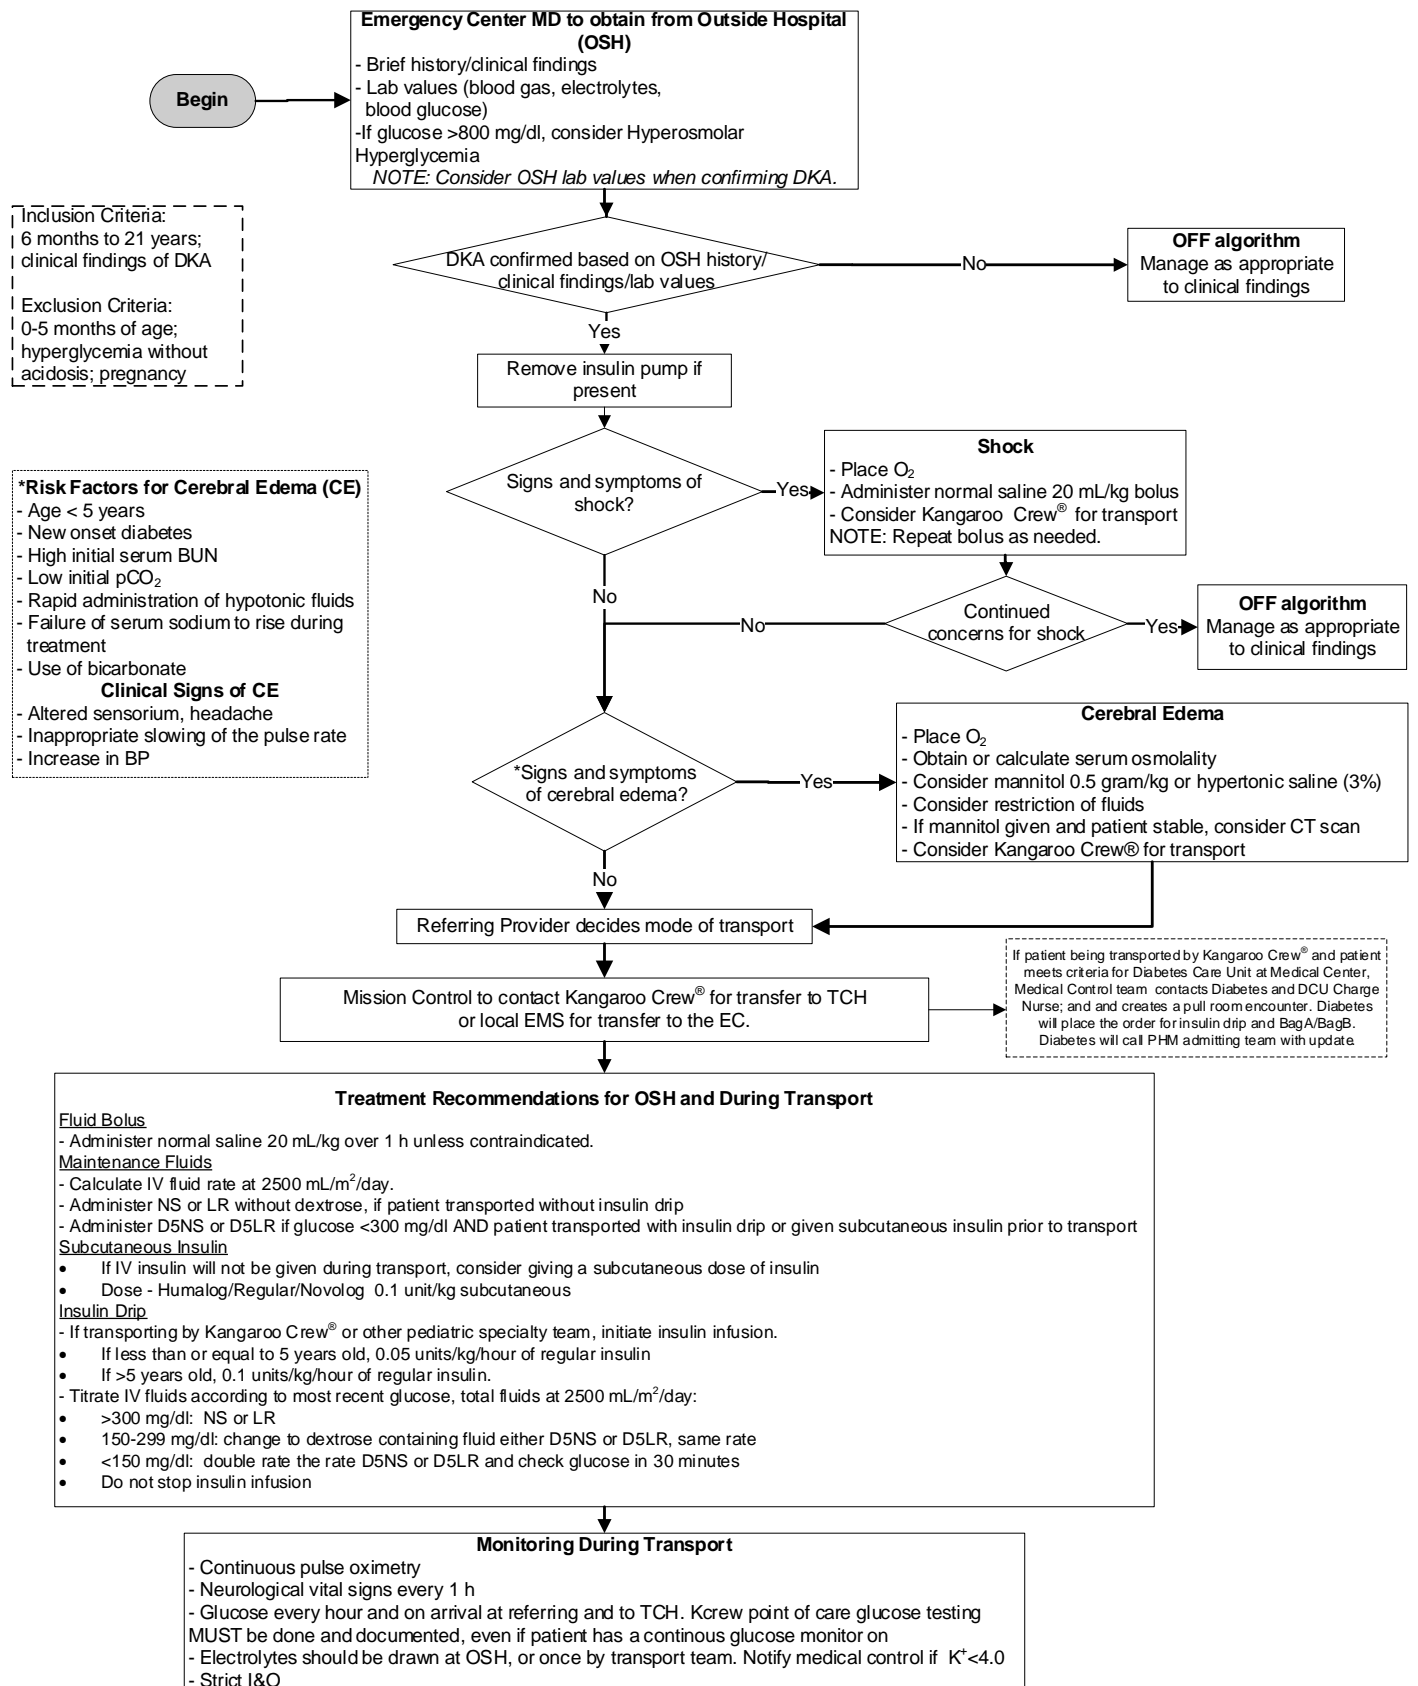 Emergency Center MD to obtain from Outside Hospital
(OSH)
- Brief history/clinical findings
- Lab values (blood gas, electrolytes,
blood glucose)
-If glucose >800 mg/dl, consider Hyperosmolar
Hyperglycemia
NOTE: Consider OSH lab values when confirming DKA.
Begin
Inclusion Criteria:
6 months to 21 years;
clinical findings of DKA
Exclusion Criteria:
0-5 months of age;
hyperglycemia without
acidosis; pregnancy
DKA confirmed based on OSH history/
clinical findings/lab values
No
OFF algorithm
Manage as appropriate
to clinical findings
Yes
Remove insulin pump if
present
Signs and symptoms of
shock?
Yes
Shock
- Place O₂
- Administer normal saline 20 mL/kg bolus
- Consider Kangaroo Crew® for transport
NOTE: Repeat bolus as needed.
*Risk Factors for Cerebral Edema (CE)
- Age < 5 years
- New onset diabetes
- High initial serum BUN
- Low initial pCO₂
- Rapid administration of hypotonic fluids
- Failure of serum sodium to rise during
treatment
- Use of bicarbonate
Clinical Signs of CE
- Altered sensorium, headache
- Inappropriate slowing of the pulse rate
- Increase in BP
No
Continued
concerns for shock
No
Yes
OFF algorithm
Manage as appropriate
to clinical findings
*Signs and symptoms
of cerebral edema?
Yes
Cerebral Edema
- Place O₂
- Obtain or calculate serum osmolality
- Consider mannitol 0.5 gram/kg or hypertonic saline (3%)
- Consider restriction of fluids
- If mannitol given and patient stable, consider CT scan
- Consider Kangaroo Crew® for transport
No
Referring Provider decides mode of transport
Mission Control to contact Kangaroo Crew® for transfer to TCH
or local EMS for transfer to the EC.
If patient being transported by Kangaroo Crew® and patient
meets criteria for Diabetes Care Unit at Medical Center,
Medical Control team contacts Diabetes and DCU Charge
Nurse; and and creates a pull room encounter. Diabetes
will place the order for insulin drip and BagA/BagB.
Diabetes will call PHM admitting team with update.
Treatment Recommendations for OSH and During Transport
Fluid Bolus
- Administer normal saline 20 mL/kg over 1 h unless contraindicated.
Maintenance Fluids
- Calculate IV fluid rate at 2500 mL/m²/day.
- Administer NS or LR without dextrose, if patient transported without insulin drip
- Administer D5NS or D5LR if glucose <300 mg/dl AND patient transported with insulin drip or given subcutaneous insulin prior to transport
Subcutaneous Insulin
• If IV insulin will not be given during transport, consider giving a subcutaneous dose of insulin
• Dose - Humalog/Regular/Novolog 0.1 unit/kg subcutaneous
Insulin Drip
- If transporting by Kangaroo Crew® or other pediatric specialty team, initiate insulin infusion.
• If less than or equal to 5 years old, 0.05 units/kg/hour of regular insulin
• If >5 years old, 0.1 units/kg/hour of regular insulin.
- Titrate IV fluids according to most recent glucose, total fluids at 2500 mL/m²/day:
• >300 mg/dl: NS or LR
• 150-299 mg/dl: change to dextrose containing fluid either D5NS or D5LR, same rate
• <150 mg/dl: double rate the rate D5NS or D5LR and check glucose in 30 minutes
• Do not stop insulin infusion
Monitoring During Transport
- Continuous pulse oximetry
- Neurological vital signs every 1 h
- Glucose every hour and on arrival at referring and to TCH. Kcrew point of care glucose testing
MUST be done and documented, even if patient has a continous glucose monitor on
- Electrolytes should be drawn at OSH, or once by transport team. Notify medical control if K⁺<4.0
- Strict I&O